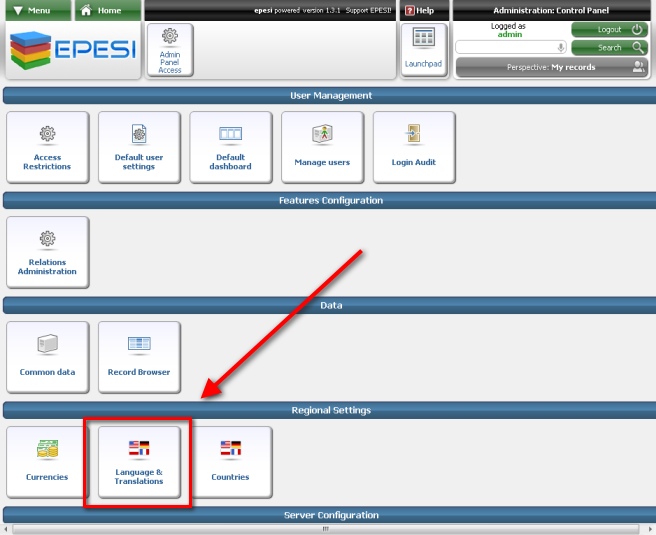 Menu
Home
epesi powered version 1.3.1 Support EPESI!
Help
Administration: Control Panel
EPESI
Admin
Panel
Access
Launchpad
Logged as
admin
Logout
Search
Perspective: My records
User Management
Access
Restrictions
Default user
settings
Default
dashboard
Manage users
Login Audit
Features Configuration
Relations
Administration
Data
Common data
Record Browser
Regional Settings
Currencies
Language &
Translations
Countries
Server Configuration